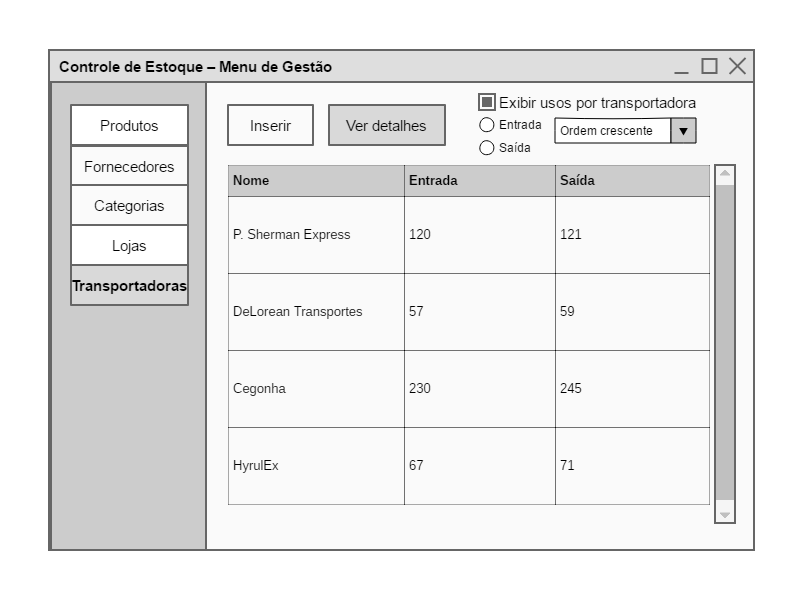 Controle de Estoque – Menu de Gestão
Produtos
Fornecedores
Categorias
Lojas
Transportadoras
Inserir
Ver detalhes
Exibir usos por transportadora
Entrada
Saída
Ordem crescente
Nome Entrada Saída
P. Sherman Express 120 121
DeLorean Transportes 57 59
Cegonha 230 245
HyrulEx 67 71